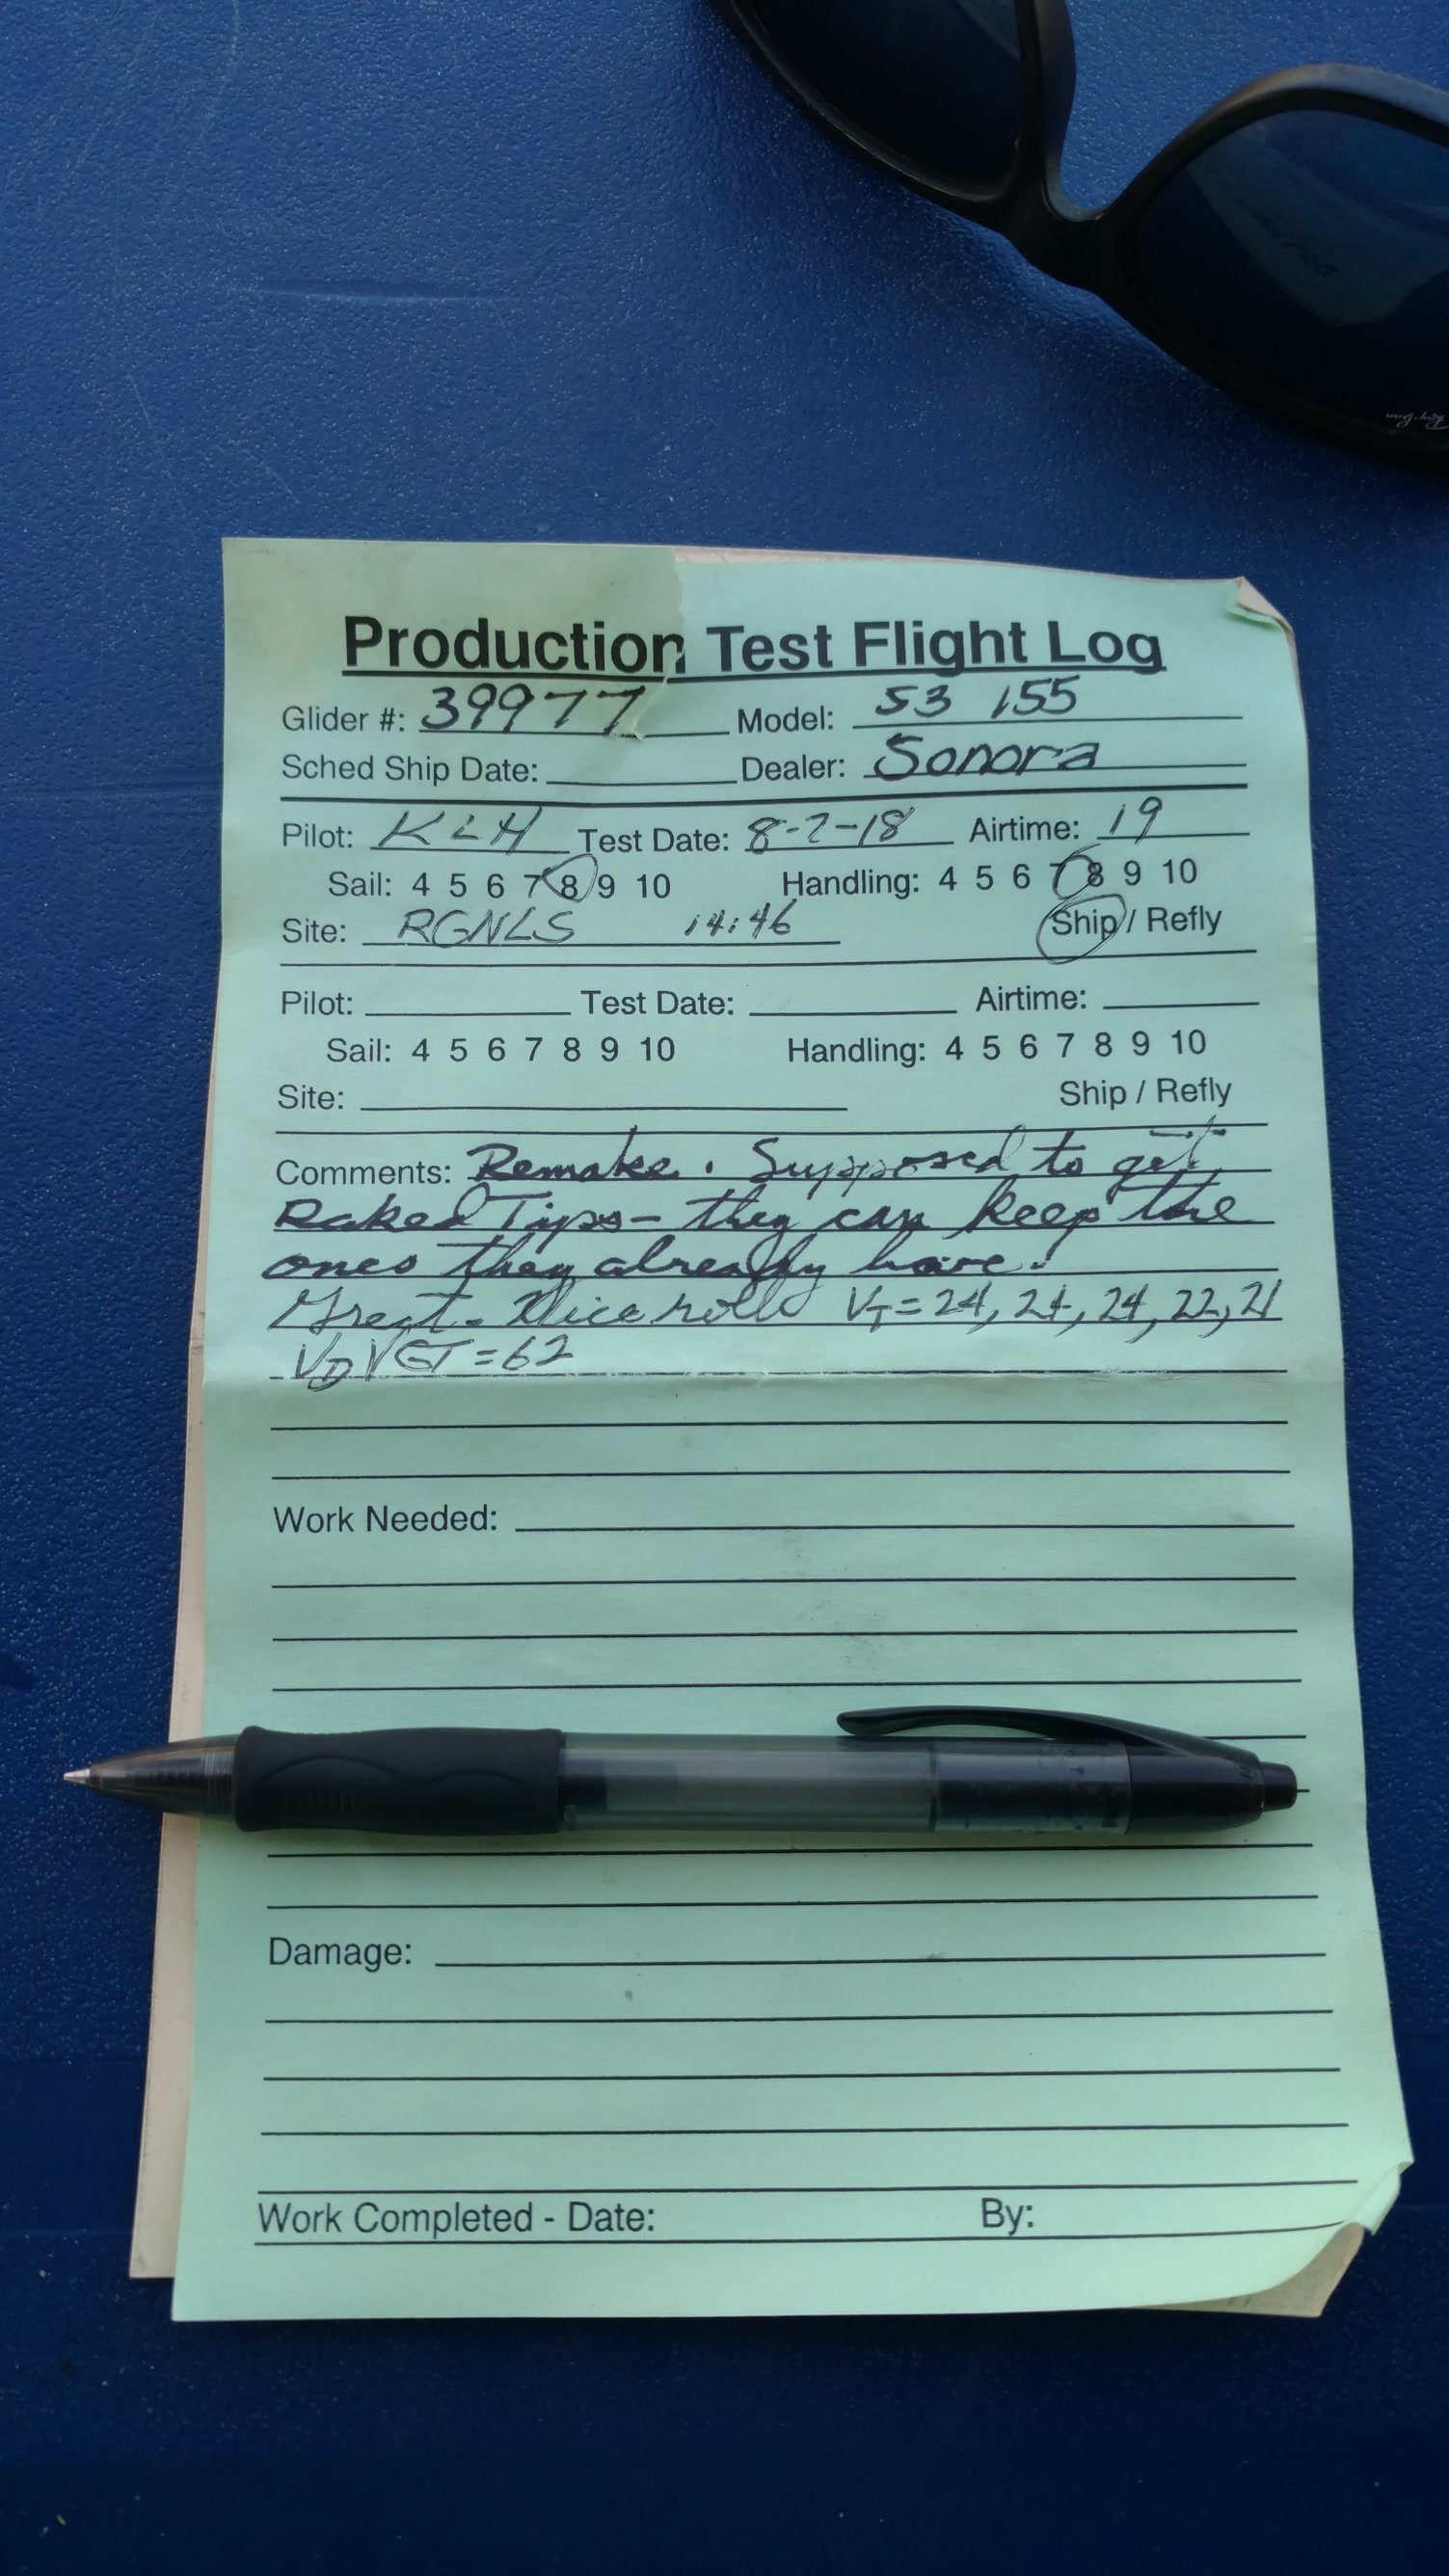 Production Test Flight Log
Glider #: 39977 Model: S3 155
Sched Ship Date: Dealer: Sonora
Pilot: KLH Test Date: 8-7-18 Airtime: 19
Sail: 4 5 6 7 8 9 10 Handling: 4 5 6 7 8 9 10
Site: RGNLS 14:46 Ship / Refly
Pilot: Test Date: Airtime:
Sail: 4 5 6 7 8 9 10 Handling: 4 5 6 7 8 9 10
Site: Ship / Refly
Comments: Remake. Supposed to get
Raked Tips - they can keep the
ones they already have.
Great - Nice rolls VT = 24, 24, 24, 22, 21
VD VGT = 62
Work Needed:
Damage:
Work Completed - Date: By:
Ray-Ban